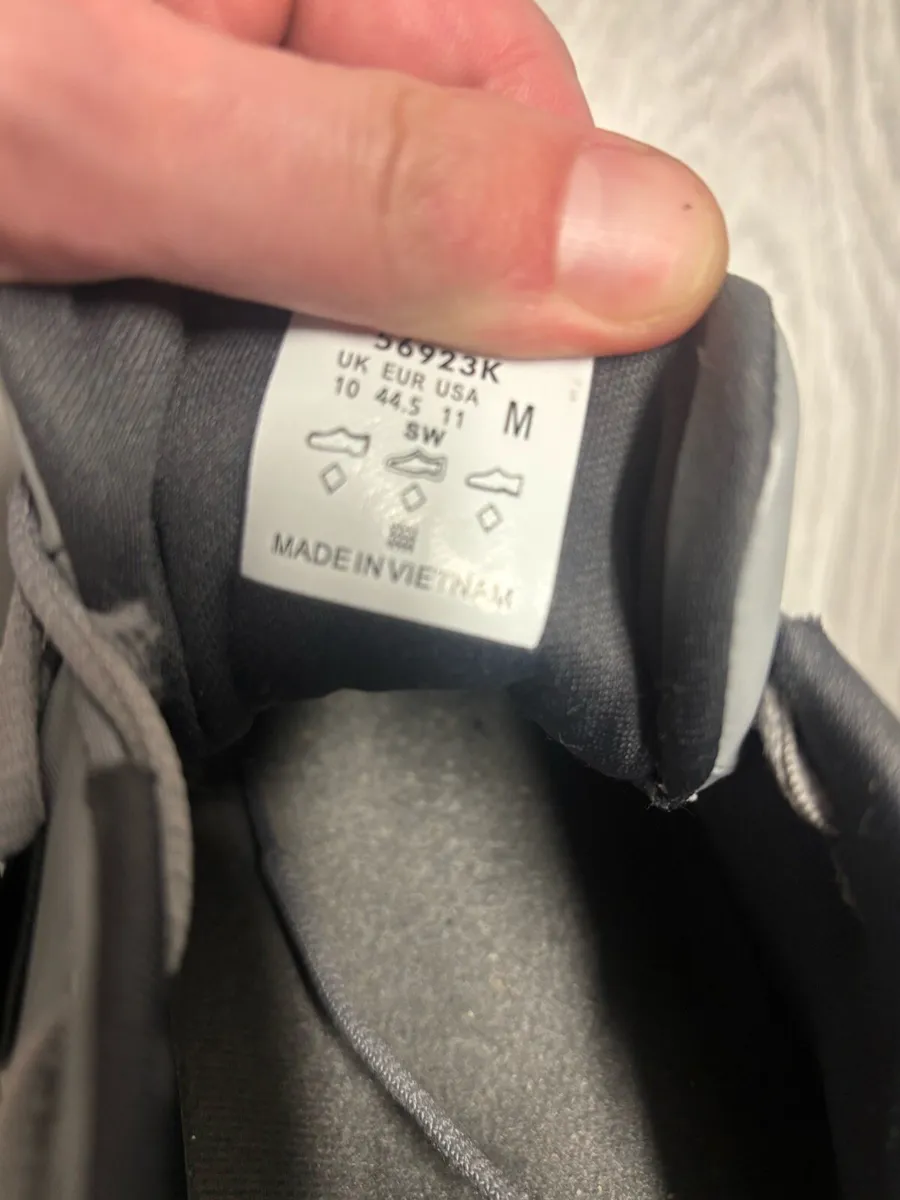 56923K
UK EUR USA
10 44.5 11 M
SW
MADE IN VIETNAM